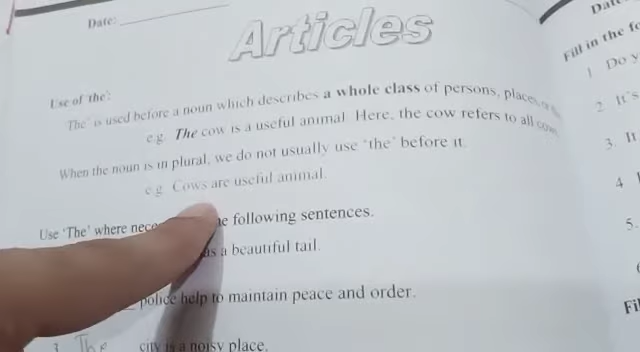 Date:
Articles
Use of 'the':
'The' is used before a noun which describes a whole class of persons, places or
e.g. The cow is a useful animal. Here, the cow refers to all cow
When the noun is in plural, we do not usually use 'the' before it.
e.g. Cows are useful animal.
Use 'The' where following sentences.
a beautiful tail.
police help to maintain peace and order.
3. The city is a noisy place.
Date
Fill in the
1. Do
2. It's
3. It
4.
5.